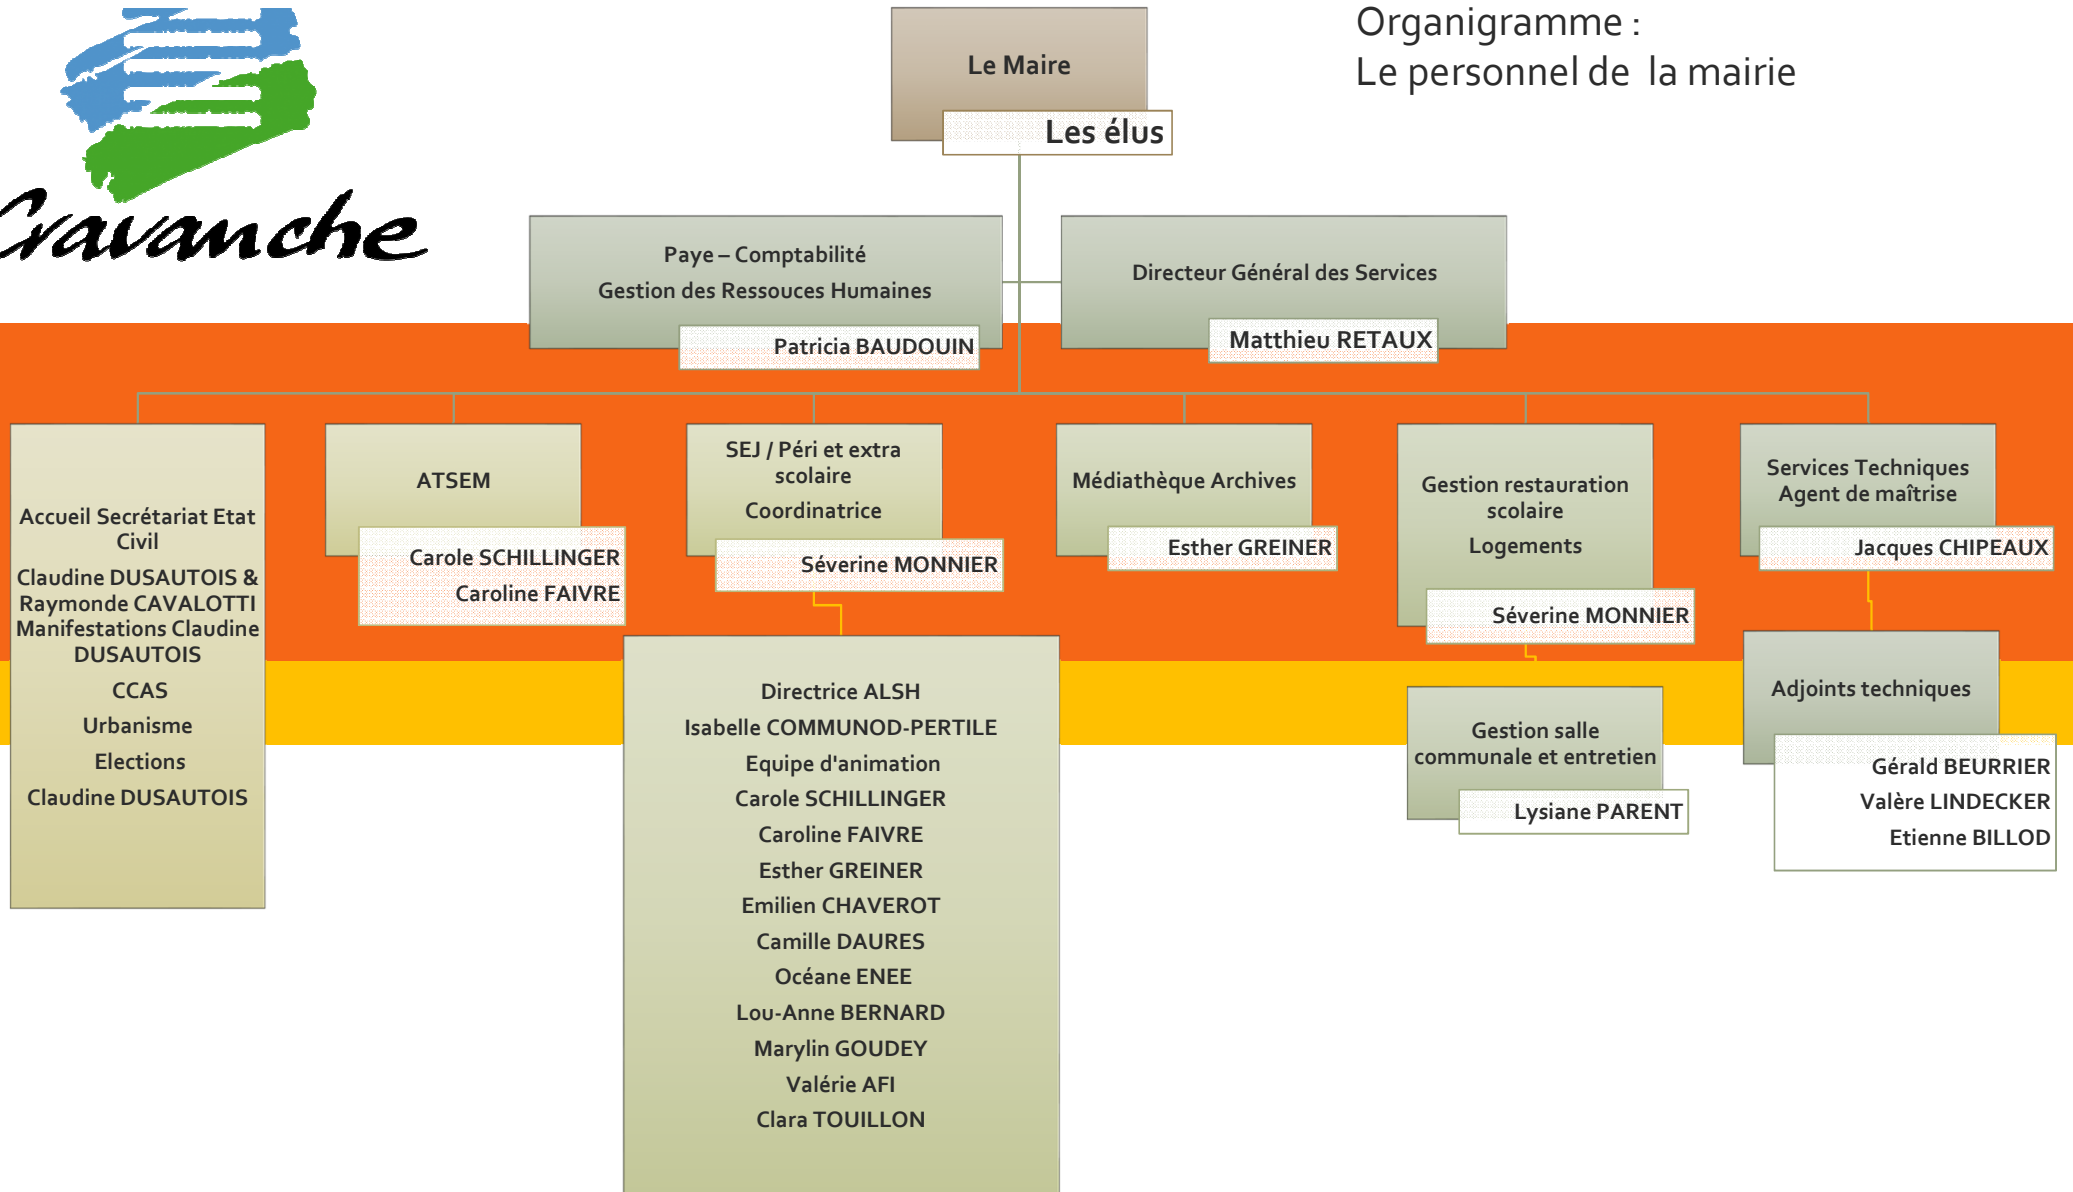 Cravanche
Organigramme :
Le personnel de la mairie
Le Maire
Les élus
Paye – Comptabilité
Gestion des Ressouces Humaines
Patricia BAUDOUIN
Directeur Général des Services
Matthieu RETAUX
Accueil Secrétariat Etat
Civil
Claudine DUSAUTOIS &
Raymonde CAVALOTTI
Manifestations Claudine
DUSAUTOIS
CCAS
Urbanisme
Elections
Claudine DUSAUTOIS
ATSEM
Carole SCHILLINGER
Caroline FAIVRE
SEJ / Péri et extra
scolaire
Coordinatrice
Séverine MONNIER
Directrice ALSH
Isabelle COMMUNOD-PERTILE
Equipe d'animation
Carole SCHILLINGER
Caroline FAIVRE
Esther GREINER
Emilien CHAVEROT
Camille DAURES
Océane ENEE
Lou-Anne BERNARD
Marylin GOUDEY
Valérie AFI
Clara TOUILLON
Médiathèque Archives
Esther GREINER
Gestion restauration
scolaire
Logements
Séverine MONNIER
Gestion salle
communale et entretien
Lysiane PARENT
Services Techniques
Agent de maîtrise
Jacques CHIPEAUX
Adjoints techniques
Gérald BEURRIER
Valère LINDECKER
Etienne BILLOD